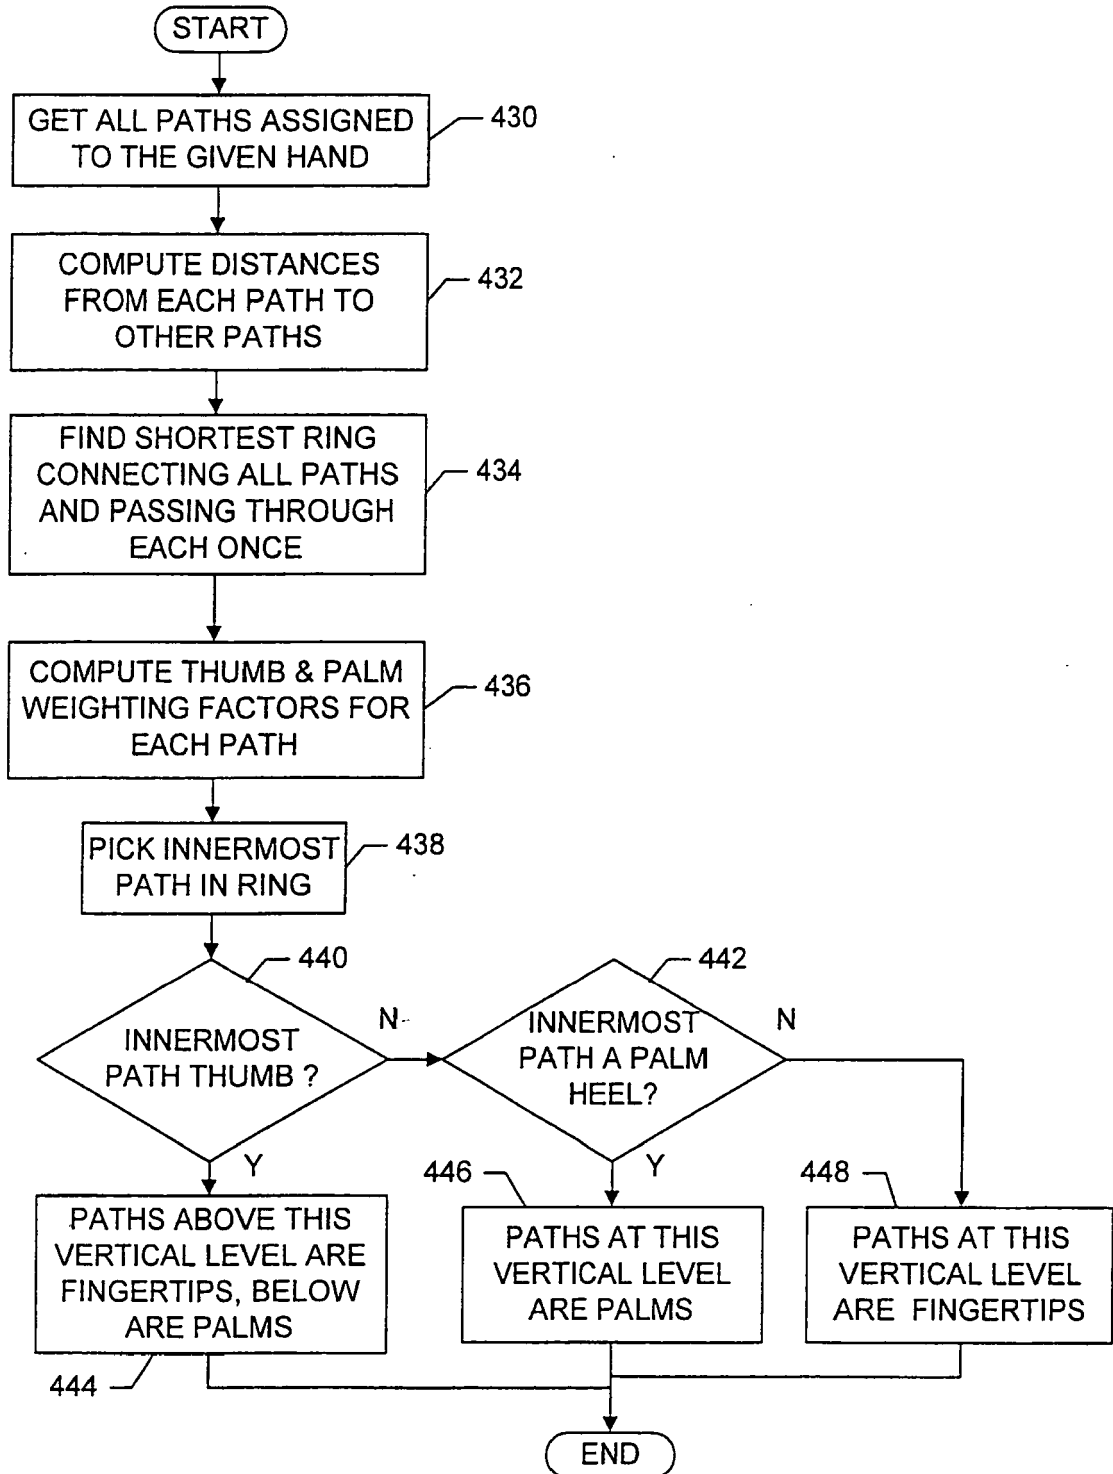 START
GET ALL PATHS ASSIGNED
TO THE GIVEN HAND
430
COMPUTE DISTANCES
FROM EACH PATH TO
OTHER PATHS
432
FIND SHORTEST RING
CONNECTING ALL PATHS
AND PASSING THROUGH
EACH ONCE
434
COMPUTE THUMB & PALM
WEIGHTING FACTORS FOR
EACH PATH
436
PICK INNERMOST
PATH IN RING
438
440
INNERMOST
PATH THUMB ?
N
Y
442
INNERMOST
PATH A PALM
HEEL?
N
Y
PATHS ABOVE THIS
VERTICAL LEVEL ARE
FINGERTIPS, BELOW
ARE PALMS
444
446
PATHS AT THIS
VERTICAL LEVEL
ARE PALMS
448
PATHS AT THIS
VERTICAL LEVEL
ARE FINGERTIPS
END